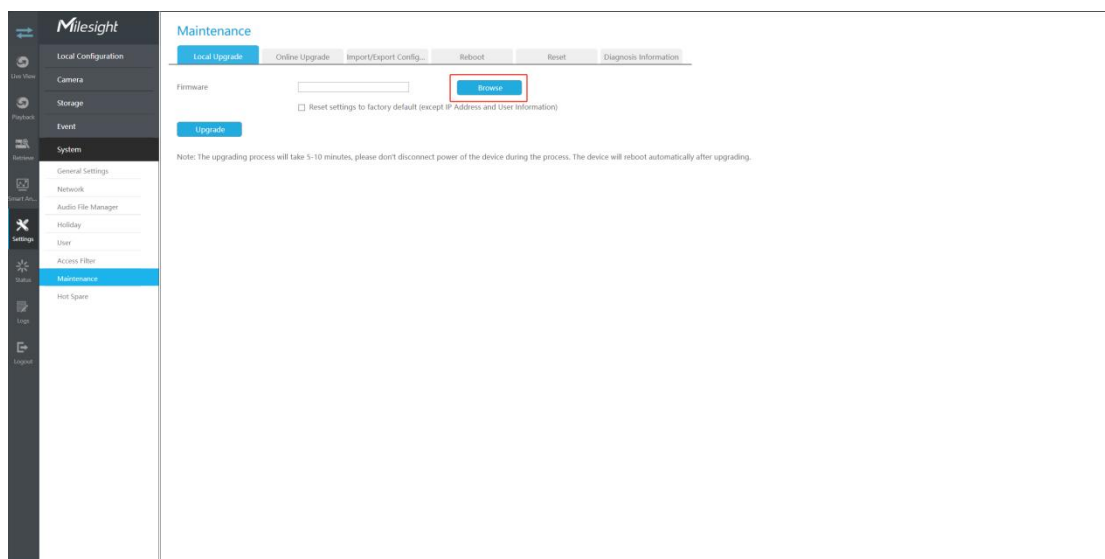 Milesight
Live View
Playback
Retrieve
Smart An...
Settings
Status
Logs
Logout
Local Configuration
Camera
Storage
Event
System
General Settings
Network
Audio File Manager
Holiday
User
Access Filter
Maintenance
Hot Spare
Maintenance
Local Upgrade Online Upgrade Import/Export Config... Reboot Reset Diagnosis Information
Firmware Browse
Reset settings to factory default (except IP Address and User Information)
Upgrade
Note: The upgrading process will take 5-10 minutes, please don't disconnect power of the device during the process. The device will reboot automatically after upgrading.